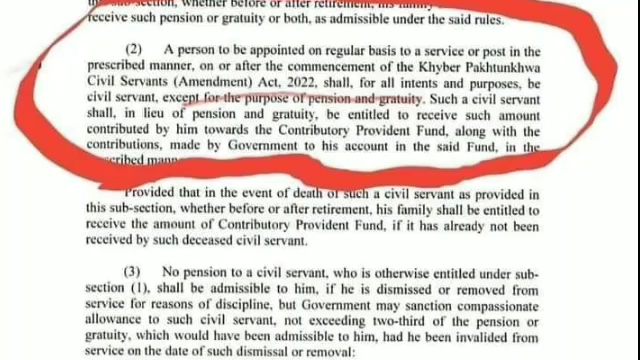 sub-section, whether before or after retirement, his family
receive such pension or gratuity or both, as admissible under the said rules.
(2) A person to be appointed on regular basis to a service or post in the
prescribed manner, on or after the commencement of the Khyber Pakhtunkhwa
Civil Servants (Amendment) Act, 2022, shall, for all intents and purposes, be
civil servant, except for the purpose of pension and gratuity. Such a civil servant
shall, in lieu of pension and gratuity, be entitled to receive such amount
contributed by him towards the Contributory Provident Fund, along with the
contributions, made by Government to his account in the said Fund, in the
Provided that in the event of death of such a civil servant as provided in
this sub-section, whether before or after retirement, his family shall be entitled to
receive the amount of Contributory Provident Fund, if it has already not been
received by such deceased civil servant.
(3) No pension to a civil servant, who is otherwise entitled under sub-
section (1), shall be admissible to him, if he is dismissed or removed from
service for reasons of discipline, but Government may sanction compassionate
allowance to such civil servant, not exceeding two-third of the pension or
gratuity, which would have been admissible to him, had he been invalided from
service on the date of such dismissal or removal: